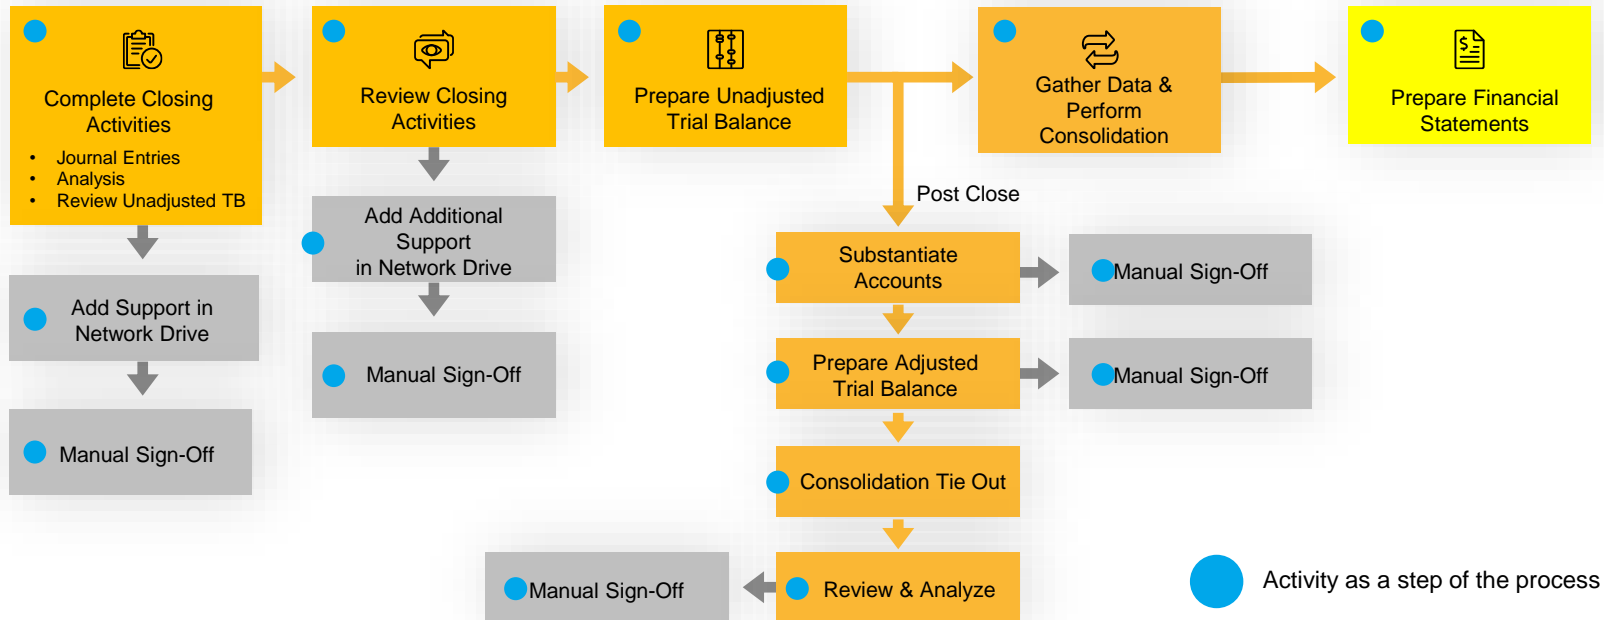 Complete Closing
Activities
• Journal Entries
• Analysis
• Review Unadjusted TB
Review Closing
Activities
Prepare Unadjusted
Trial Balance
Gather Data &
Perform
Consolidation
Prepare Financial
Statements
Post Close
Add Additional
Support
in Network Drive
Add Support in
Network Drive
Manual Sign-Off
Manual Sign-Off
Substantiate
Accounts
Manual Sign-Off
Prepare Adjusted
Trial Balance
Manual Sign-Off
Consolidation Tie Out
Review & Analyze
Manual Sign-Off
Activity as a step of the process